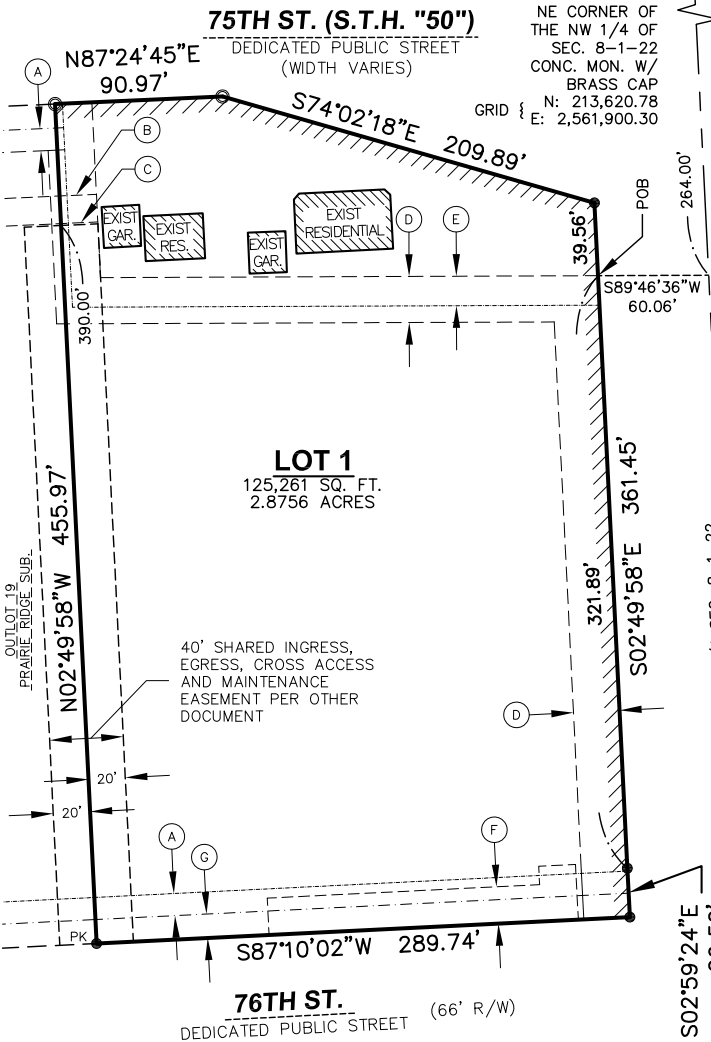 75TH ST. (S.T.H. "50")
DEDICATED PUBLIC STREET
(WIDTH VARIES)
NE CORNER OF
THE NW 1/4 OF
SEC. 8-1-22
CONC. MON. W/
BRASS CAP
GRID { N: 213,620.78
E: 2,561,900.30
A
N87°24'45"E
90.97'
S74°02'18"E 209.89'
B
C
EXIST
GAR.
EXIST
RES.
EXIST
GAR.
EXIST
RESIDENTIAL
D
E
39.56'
POB
264.00'
S89°46'36"W
60.06'
390.00'
LOT 1
125,261 SQ. FT.
2.8756 ACRES
N02°49'58"W 455.97'
OUTLOT 19
PRAIRIE RIDGE SUB.
321.89'
S02°49'58"E 361.45'
40' SHARED INGRESS,
EGRESS, CROSS ACCESS
AND MAINTENANCE
EASEMENT PER OTHER
DOCUMENT
D
20'
20'
A
G
F
PK
S87°10'02"W 289.74'
S02°59'24"E
76TH ST.
(66' R/W)
DEDICATED PUBLIC STREET